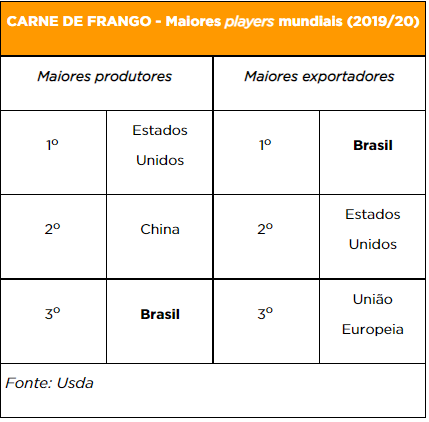 CARNE DE FRANGO - Maiores players mundiais (2019/20)
Maiores produtores Maiores exportadores
1º Estados Unidos 1º Brasil
2º China 2º Estados Unidos
3º Brasil 3º União Europeia
Fonte: Usda